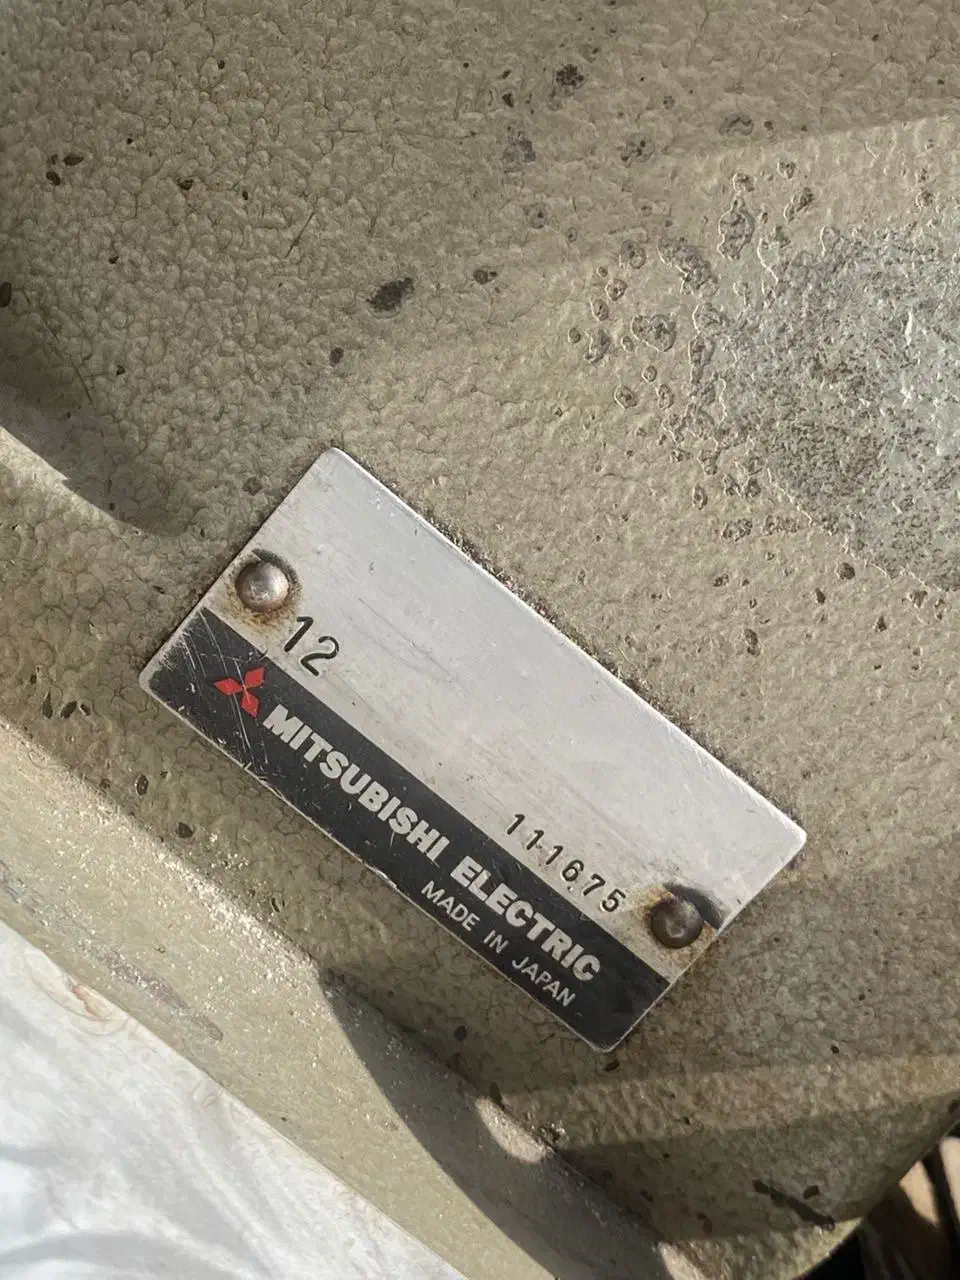 12
111675
MITSUBISHI ELECTRIC
MADE IN JAPAN